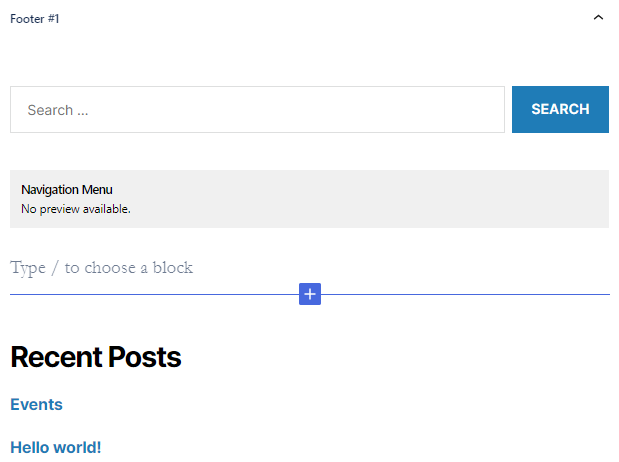 Footer #1
Search ...
SEARCH
Navigation Menu
No preview available.
Type / to choose a block
Recent Posts
Events
Hello world!